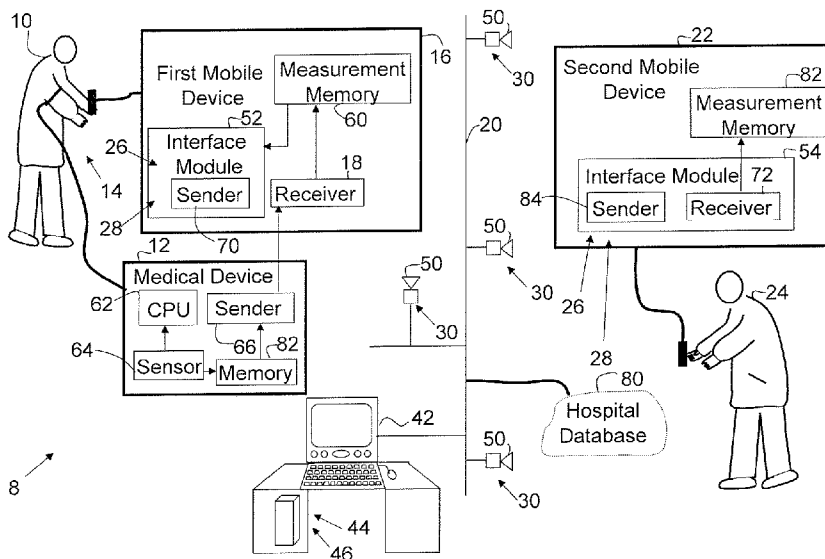 10
16
First Mobile
Device
Measurement
Memory
60
52
26
Interface
Module
Sender
28
70
18
Receiver
14
12
Medical Device
62
CPU
Sender
66
82
64
Sensor
Memory
8
50
30
20
50
30
50
30
50
30
42
44
46
22
Second Mobile
Device
82
Measurement
Memory
54
Interface Module
72
84
Sender
Receiver
26
28
24
80
Hospital
Database